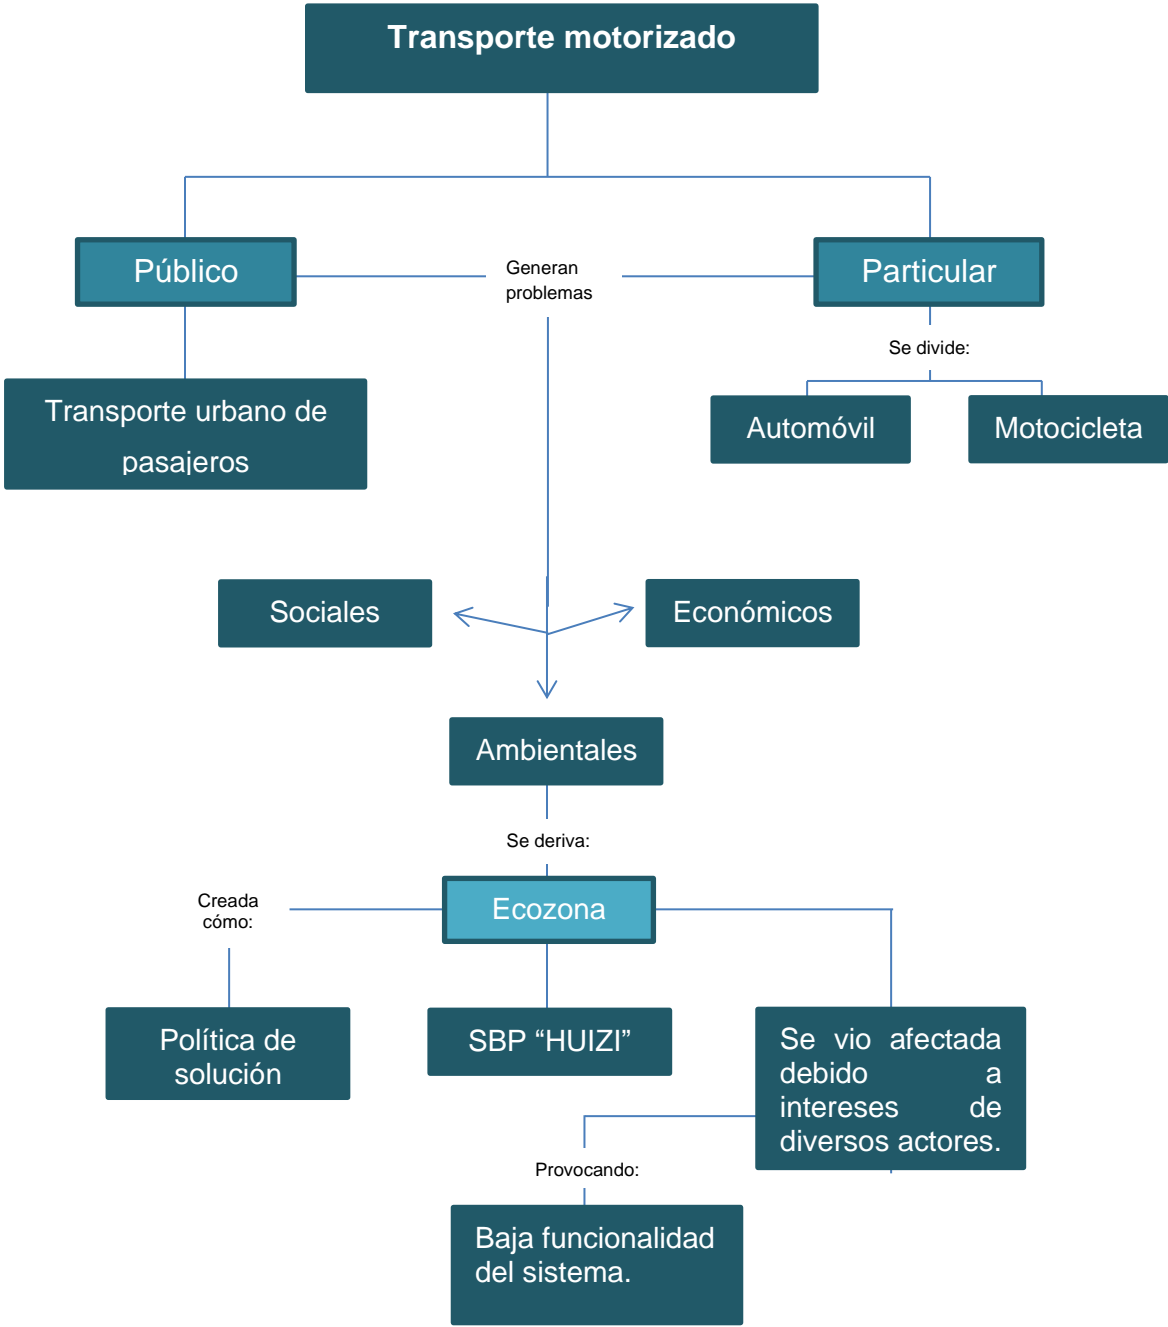 Transporte motorizado
Público
Generan
problemas
Particular
Se divide:
Transporte urbano de
pasajeros
Automóvil
Motocicleta
Sociales
Económicos
Ambientales
Se deriva:
Creada
cómo:
Ecozona
Política de
solución
SBP “HUIZI”
Se vio afectada
debido a
intereses de
diversos actores.
Provocando:
Baja funcionalidad
del sistema.